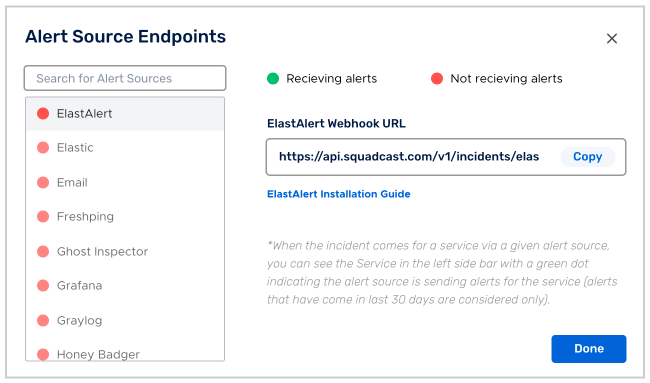 Alert Source Endpoints
Search for Alert Sources
ElastAlert
Elastic
Email
Freshping
Ghost Inspector
Grafana
Graylog
Honey Badger
Recieving alerts
Not recieving alerts
ElastAlert Webhook URL
https://api.squadcast.com/v1/incidents/elas
Copy
ElastAlert Installation Guide
*When the incident comes for a service via a given alert source,
you can see the Service in the left side bar with a green dot
indicating the alert source is sending alerts for the service (alerts
that have come in last 30 days are considered only).
Done